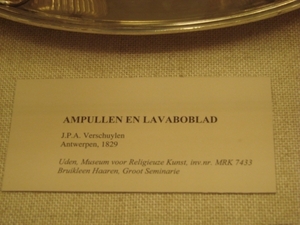 AMPULLEN EN LAVABOBLAD
J.P.A. Verschuylen
Antwerpen, 1829
Uden, Museum voor Religieuze Kunst, inv.nr. MRK 7433
Bruikleen Haaren, Groot Seminarie